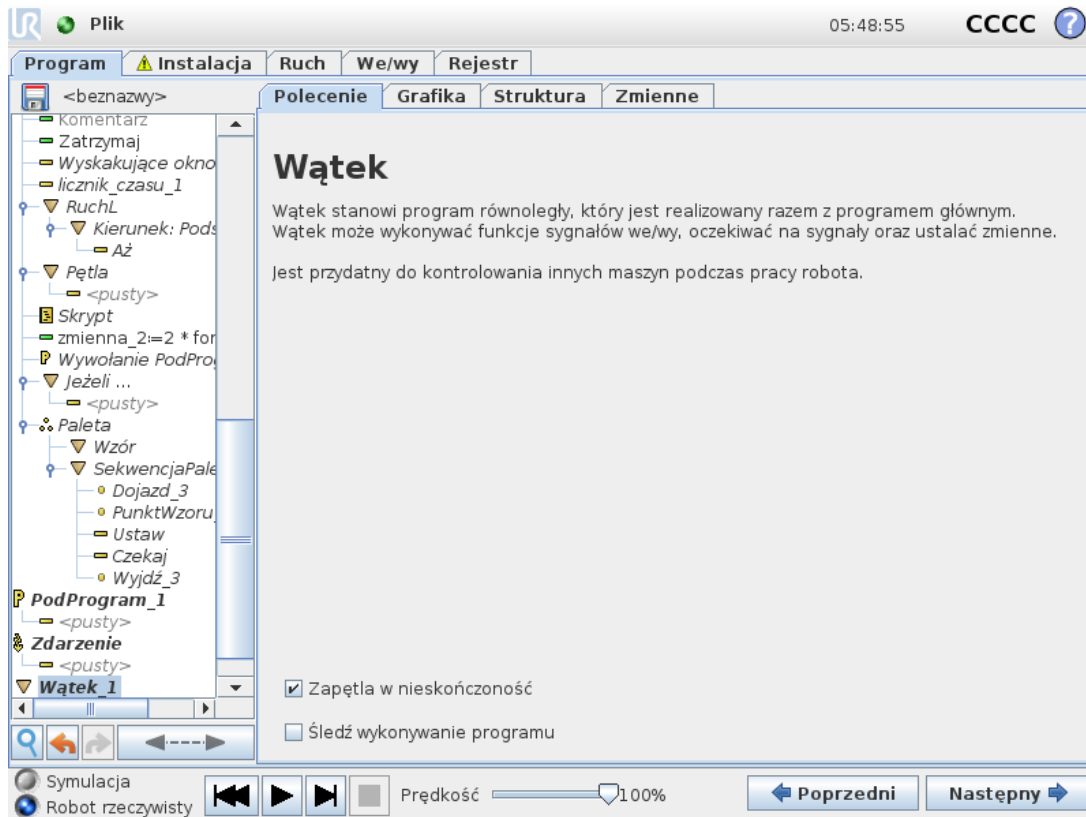 Plik
05:48:55
CCCC
?
Program
Instalacja
Ruch
We/wy
Rejestr
<beznazwy>
Polecenie
Grafika
Struktura
Zmienne
Komentarz
Zatrzymaj
Wyskakujące okno
licznik_czasu_1
RuchL
Kierunek: Pods
Aż
Pętla
<pusty>
Skrypt
zmienna_2:=2 * for
Wywołanie PodProg
Jeżeli ...
<pusty>
Paleta
Wzór
SekwencjaPale
Dojazd_3
PunktWzoru_
Ustaw
Czekaj
Wyjdź_3
P PodProgram_1
<pusty>
Zdarzenie
<pusty>
Wątek_1
Wątek
Wątek stanowi program równoległy, który jest realizowany razem z programem głównym.
Wątek może wykonywać funkcje sygnałów we/wy, oczekiwać na sygnały oraz ustalać zmienne.
Jest przydatny do kontrolowania innych maszyn podczas pracy robota.
Zapętla w nieskończoność
Śledź wykonywanie programu
Symulacja
Robot rzeczywisty
Prędkość
100%
Poprzedni
Następny